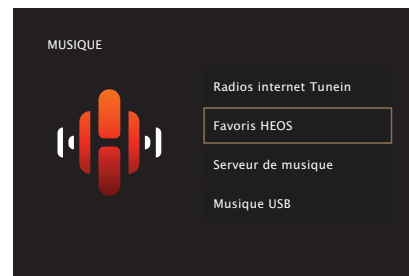 MUSIQUE
Radios internet Tunein
Favoris HEOS
Serveur de musique
Musique USB